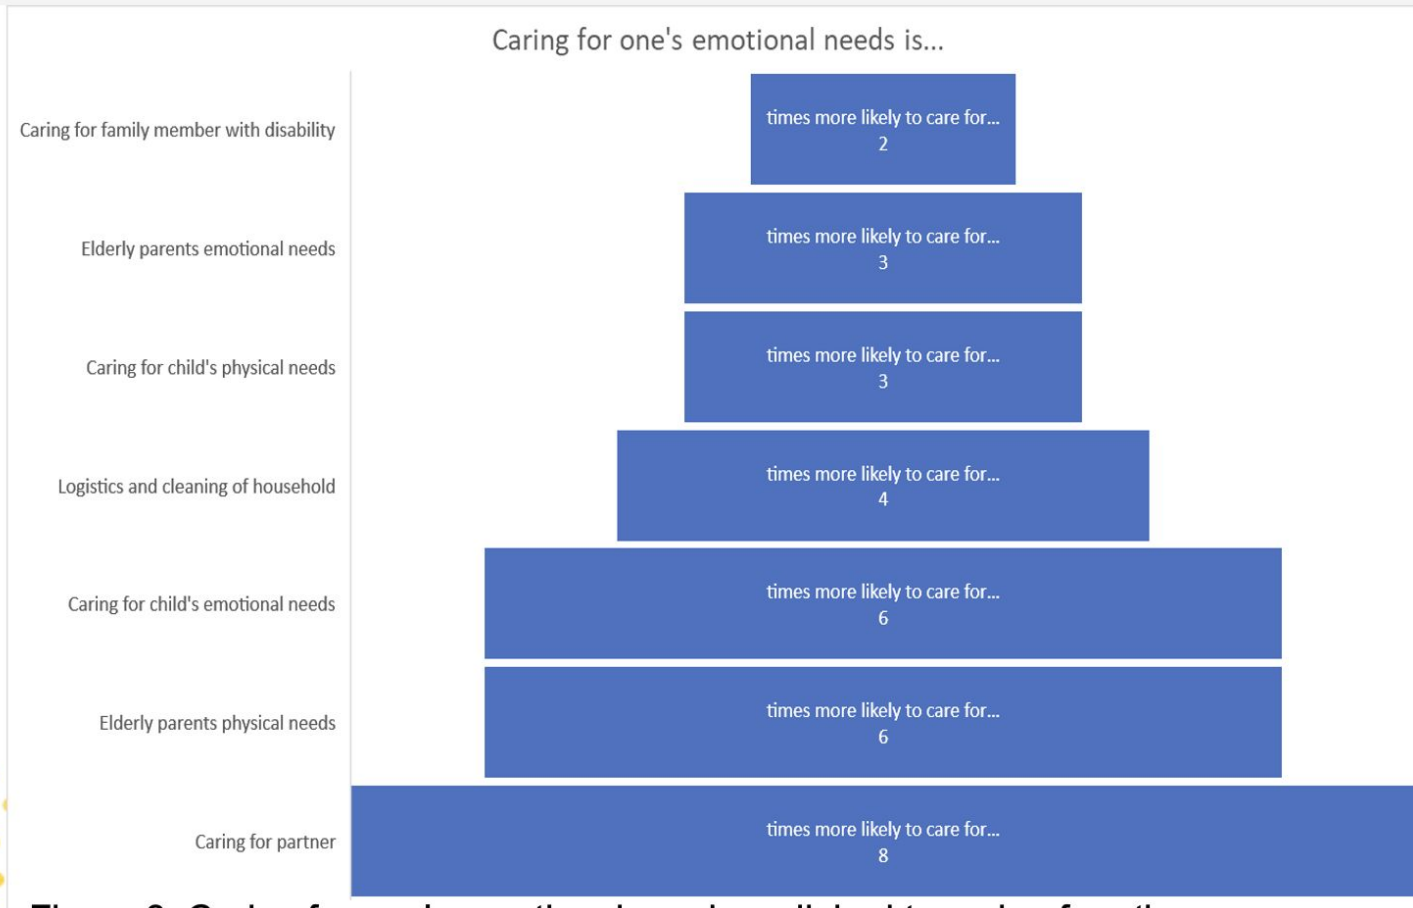 Caring for one's emotional needs is...
Caring for family member with disability
times more likely to care for...
2
Elderly parents emotional needs
times more likely to care for...
3
Caring for child's physical needs
times more likely to care for...
3
Logistics and cleaning of household
times more likely to care for...
4
Caring for child's emotional needs
times more likely to care for...
6
Elderly parents physical needs
times more likely to care for...
6
Caring for partner
times more likely to care for...
8